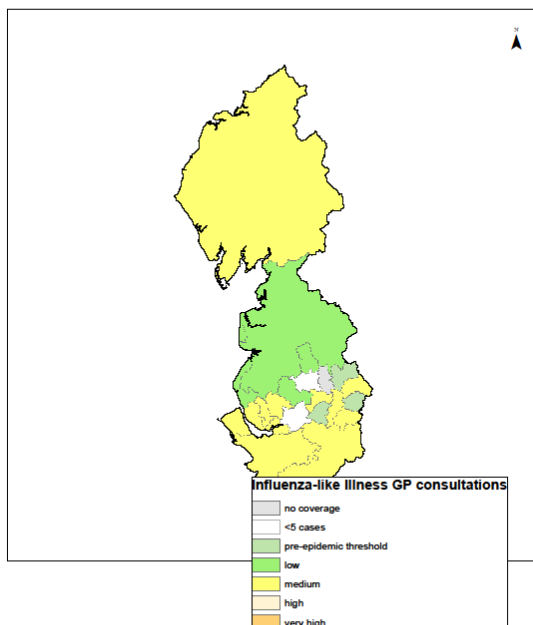 N
Influenza-like Illness GP consultations
no coverage
<5 cases
pre-epidemic threshold
low
medium
high
very high